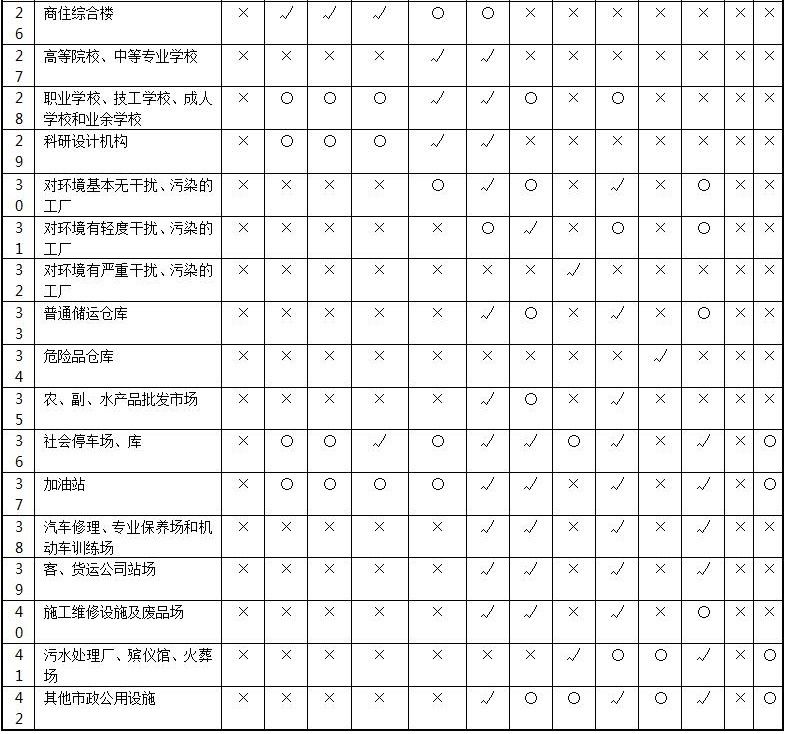 26 商住综合楼 × √ √ √ ○ ○ × × × × × × ×
27 高等院校、中等专业学校 × × × × √ √ × × × × × × ×
28 职业学校、技工学校、成人 × ○ ○ ○ √ √ ○ × ○ × × × ×
学校和业余学校
29 科研设计机构 × ○ ○ ○ √ √ × × × × × × ×
30 对环境基本无干扰、污染的 × × × × ○ √ ○ × √ × ○ × ×
工厂
31 对环境有轻度干扰、污染的 × × × × × ○ √ × ○ × ○ × ×
工厂
32 对环境有严重干扰、污染的 × × × × × × × √ × × × × ×
工厂
33 普通储运仓库 × × × × × √ ○ × √ × ○ × ×
34 危险品仓库 × × × × × × × × × √ × × ×
35 农、副、水产品批发市场 × × × × × √ ○ × √ × × × ×
36 社会停车场、库 × ○ ○ √ ○ √ √ ○ √ × √ × ○
37 加油站 × ○ ○ ○ ○ √ √ × √ × √ × ○
38 汽车修理、专业保养场和机 × × × × × √ √ × √ × √ × ×
动车训练场
39 客、货运公司站场 × × × × × √ √ × √ × √ × ×
40 施工维修设施及废品场 × × × × × √ √ × √ × ○ × ×
41 污水处理厂、殡仪馆、火葬 × × × × × × × √ ○ ○ √ × ○
场
42 其他市政公用设施 × × × × × √ ○ ○ √ ○ √ × ○